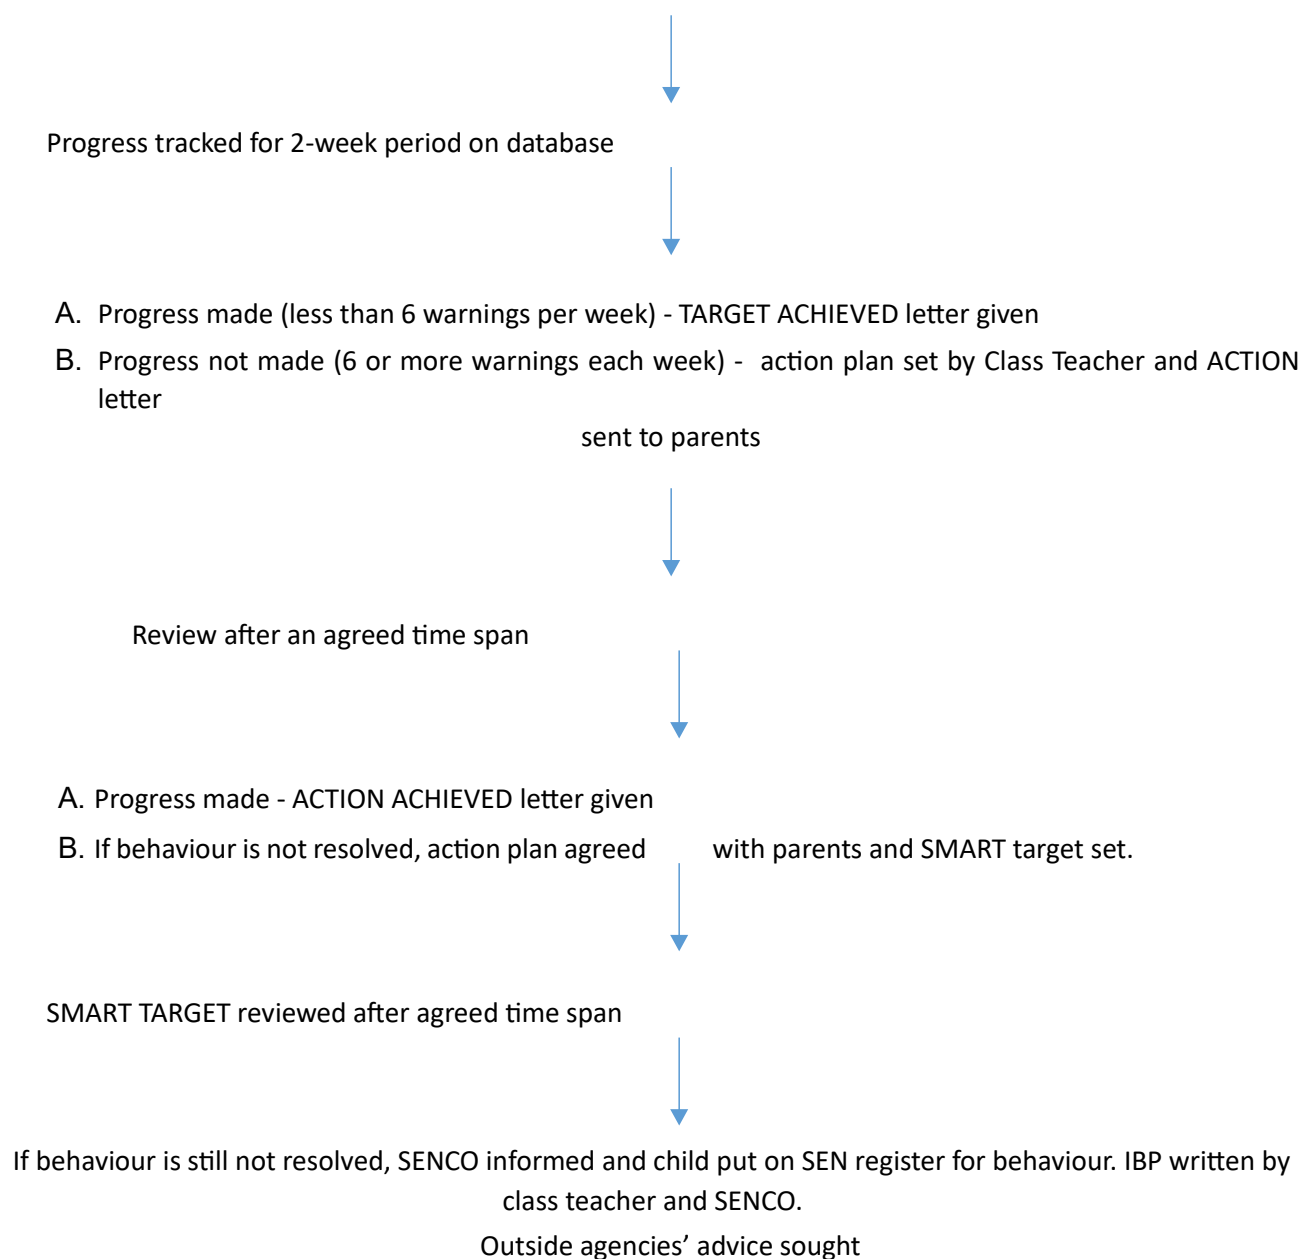 Progress tracked for 2-week period on database
A. Progress made (less than 6 warnings per week) - TARGET ACHIEVED letter given
B. Progress not made (6 or more warnings each week) - action plan set by Class Teacher and ACTION
letter
sent to parents
Review after an agreed time span
A. Progress made - ACTION ACHIEVED letter given
B. If behaviour is not resolved, action plan agreed with parents and SMART target set.
SMART TARGET reviewed after agreed time span
If behaviour is still not resolved, SENCO informed and child put on SEN register for behaviour. IBP written by
class teacher and SENCO.
Outside agencies’ advice sought